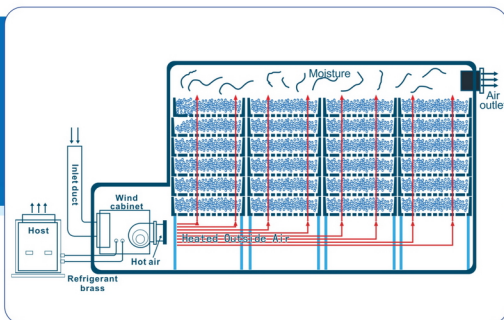 Moisture
Air
outlet
Inlet duct
Wind
cabinet
Host
Heated Outside Air
Hot air
Refrigerant
brass